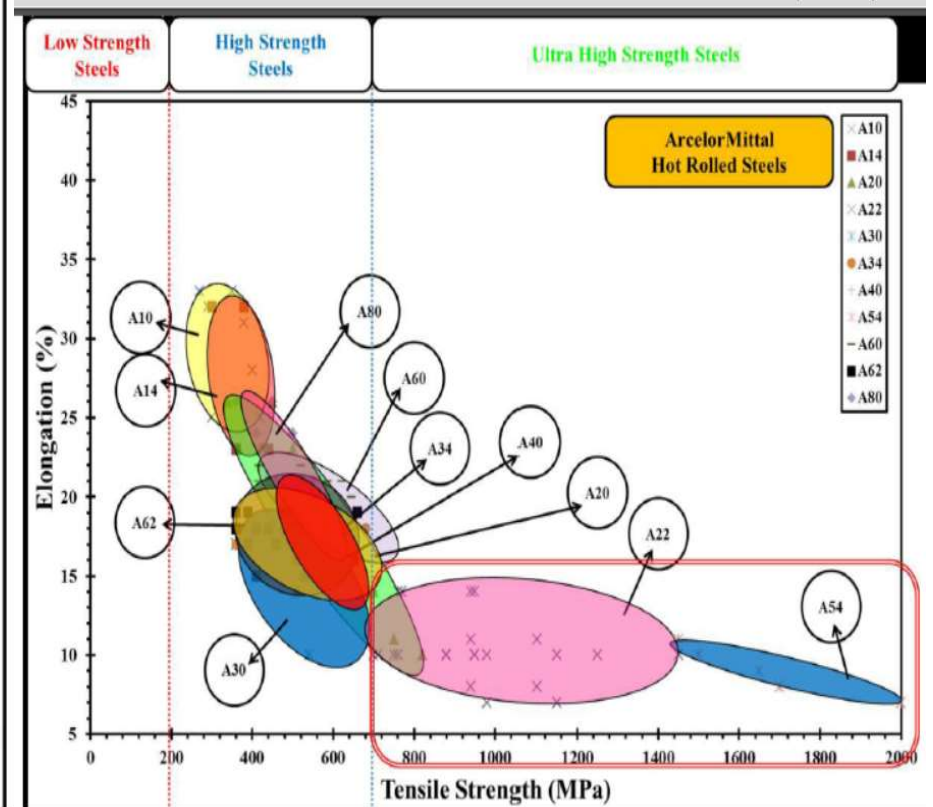 Low Strength
Steels
High Strength
Steels
Ultra High Strength Steels
45
40
35
30
25
20
15
10
5
Elongation (%)
ArcelorMittal
Hot Rolled Steels
A10
A14
A20
A22
A30
A34
A40
A54
A60
A62
A80
A10
A80
A14
A60
A34
A40
A20
A62
A22
A54
A30
0
200
400
600
800
1000
1200
1400
1600
1800
2000
Tensile Strength (MPa)